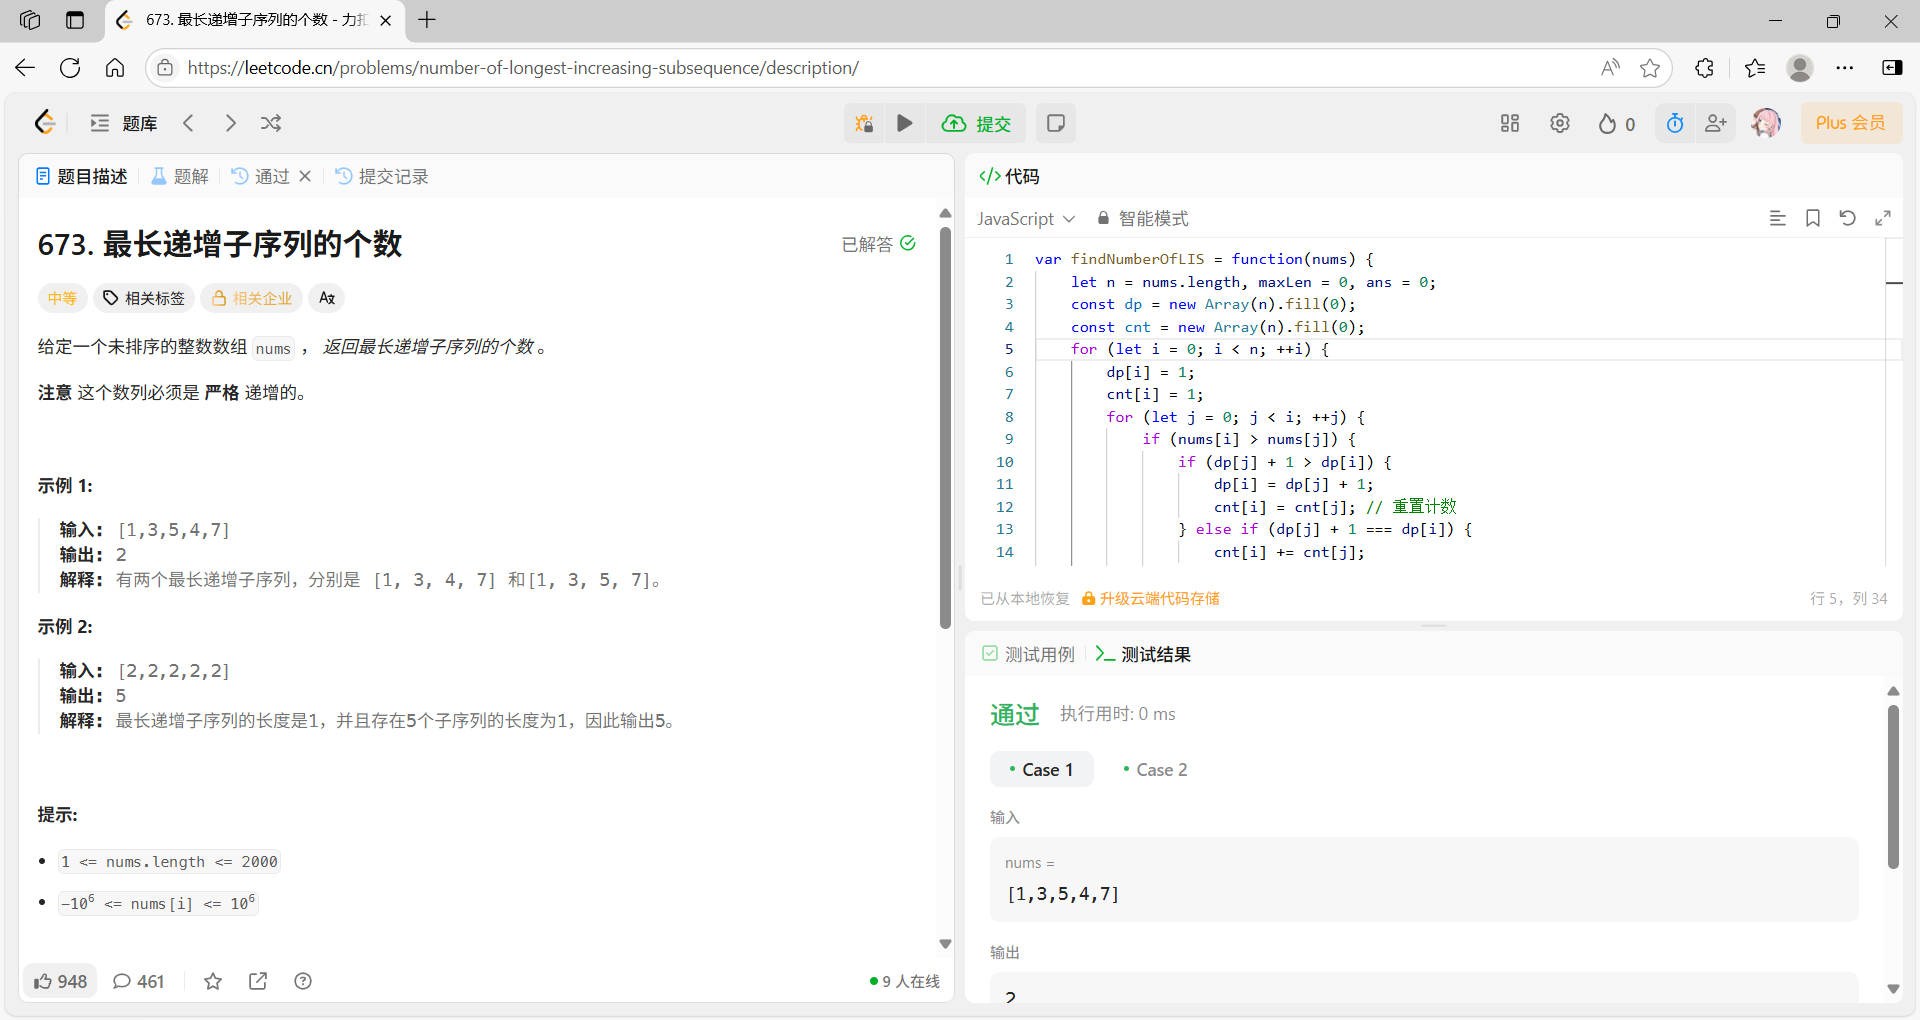 673. 最长递增子序列的个数 - 力扣
https://leetcode.cn/problems/number-of-longest-increasing-subsequence/description/
题库
提交
0
Plus 会员
题目描述
题解
通过
提交记录
673. 最长递增子序列的个数
已解答
中等
相关标签
相关企业
给定一个未排序的整数数组 nums ， 返回最长递增子序列的个数 。
注意 这个数列必须是 严格 递增的。
示例 1:
输入: [1,3,5,4,7]
输出: 2
解释: 有两个最长递增子序列，分别是 [1, 3, 4, 7] 和[1, 3, 5, 7]。
示例 2:
输入: [2,2,2,2,2]
输出: 5
解释: 最长递增子序列的长度是1，并且存在5个子序列的长度为1，因此输出5。
提示:
1 <= nums.length <= 2000
-10^6 <= nums[i] <= 10^6
948
461
9 人在线
代码
JavaScript
智能模式
1 var findNumberOfLIS = function(nums) {
2 let n = nums.length, maxLen = 0, ans = 0;
3 const dp = new Array(n).fill(0);
4 const cnt = new Array(n).fill(0);
5 for (let i = 0; i < n; ++i) {
6 dp[i] = 1;
7 cnt[i] = 1;
8 for (let j = 0; j < i; ++j) {
9 if (nums[i] > nums[j]) {
10 if (dp[j] + 1 > dp[i]) {
11 dp[i] = dp[j] + 1;
12 cnt[i] = cnt[j]; // 重置计数
13 } else if (dp[j] + 1 === dp[i]) {
14 cnt[i] += cnt[j];
已从本地恢复
升级云端代码存储
行 5，列 34
测试用例
测试结果
通过
执行用时: 0 ms
Case 1
Case 2
输入
nums =
[1,3,5,4,7]
输出
2